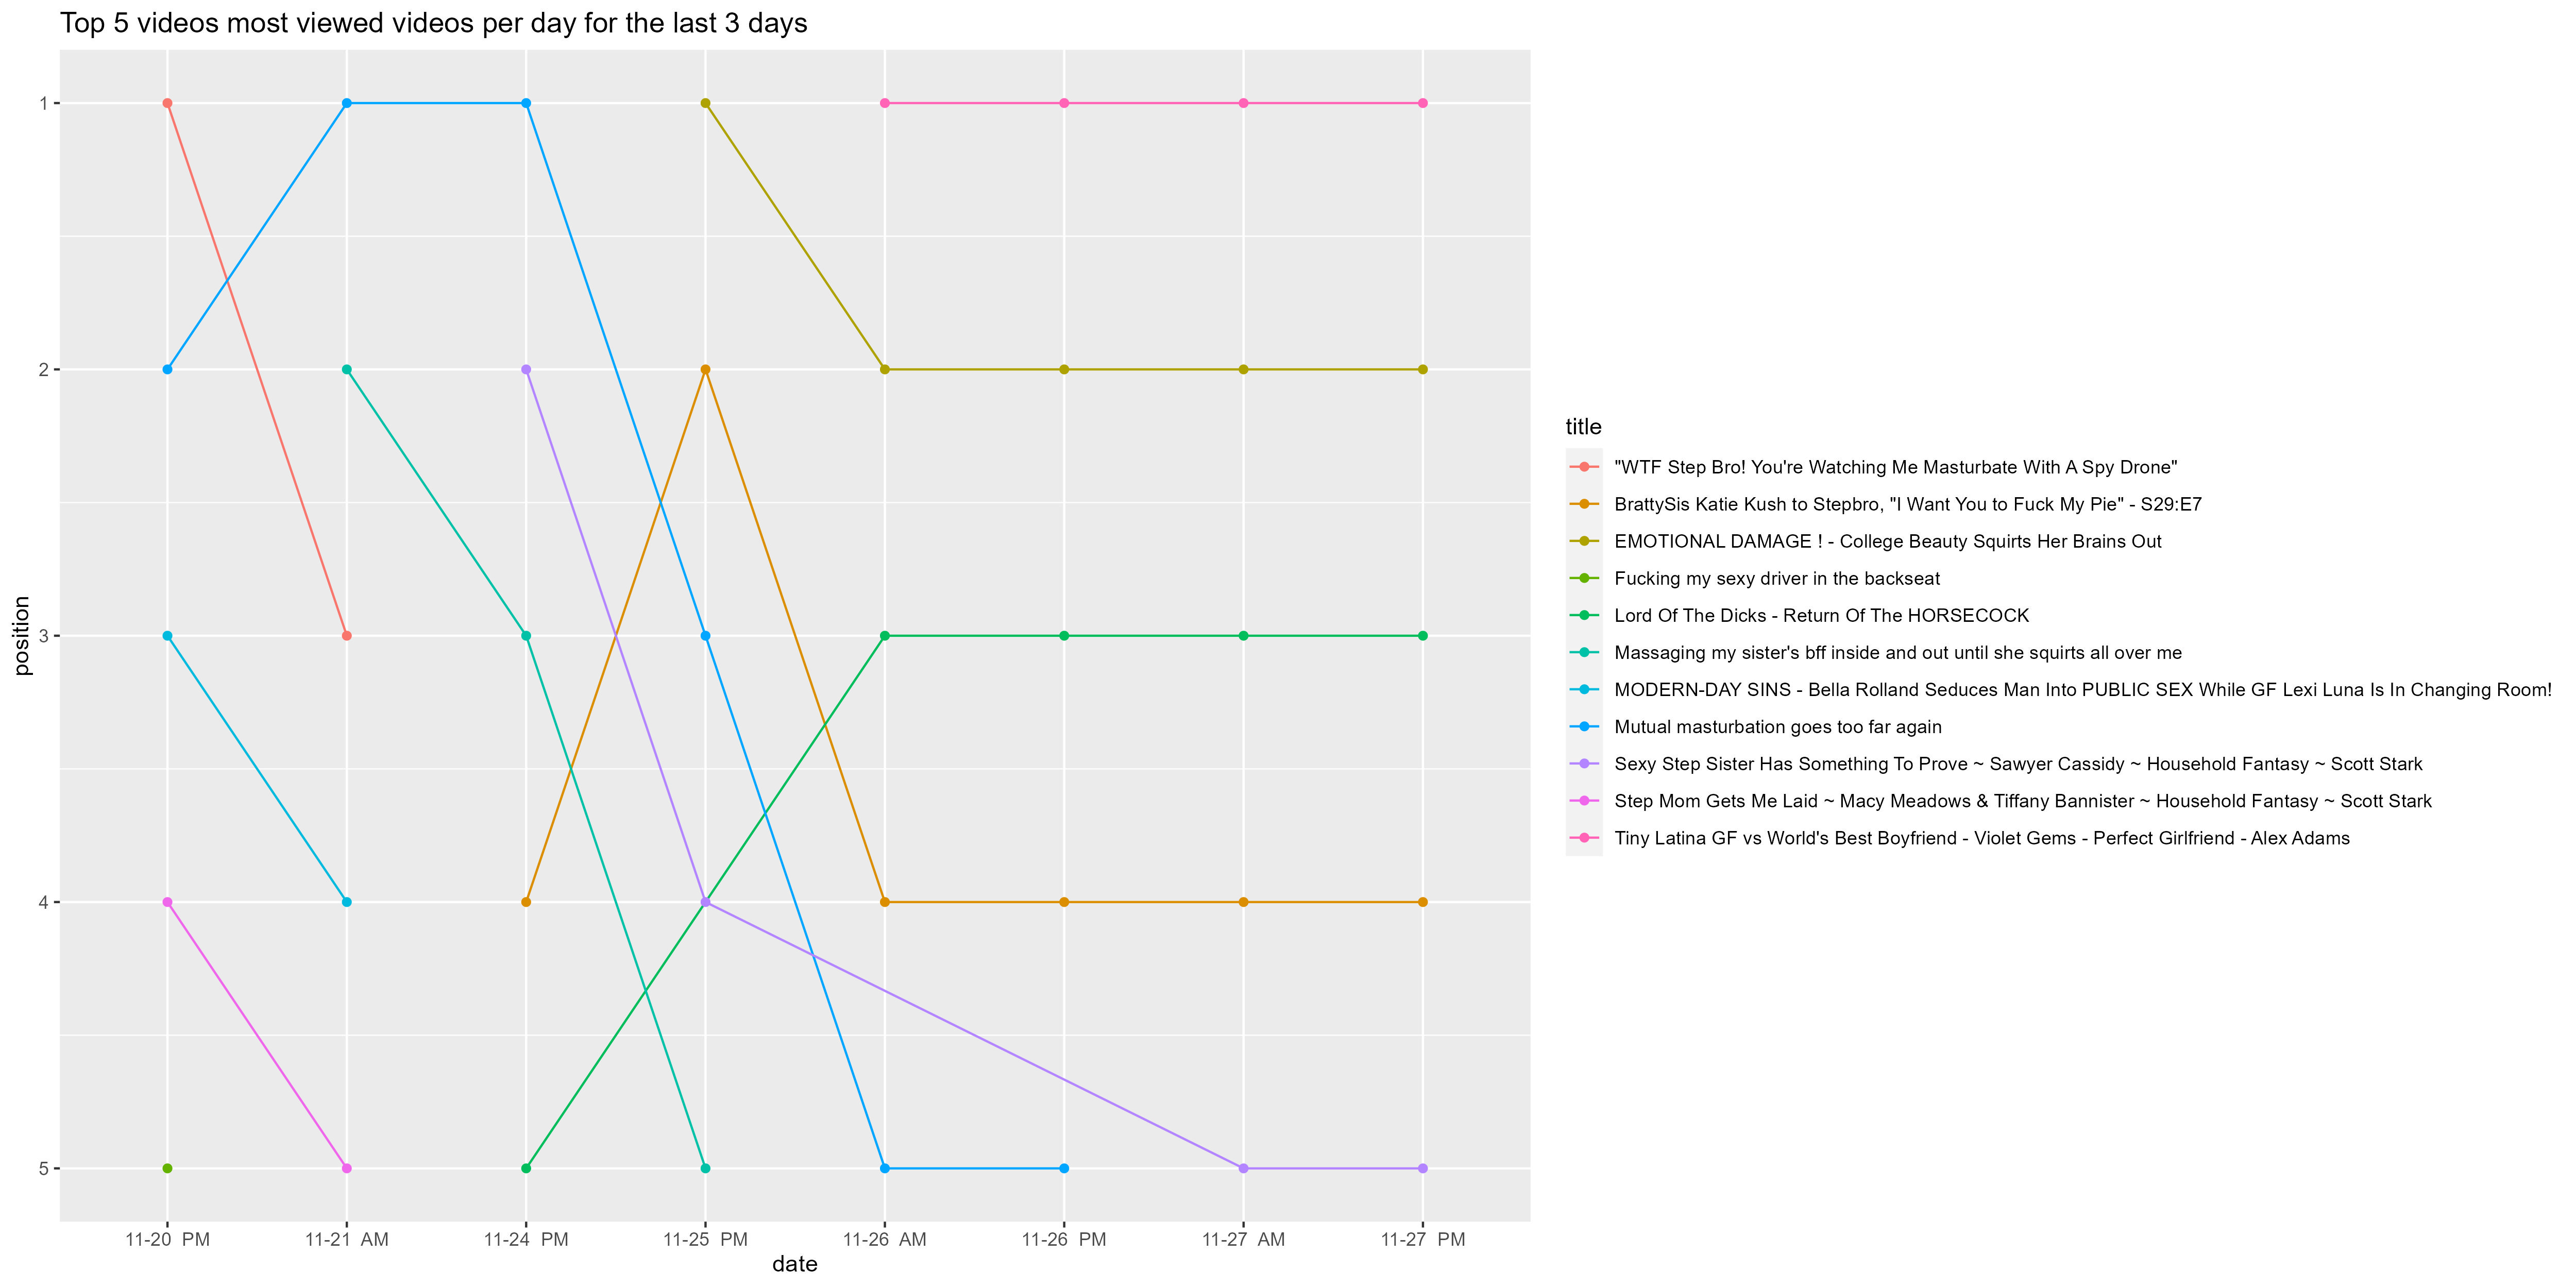 Top 5 videos most viewed videos per day for the last 3 days
position
1
2
3
4
5
11-20 PM
11-21 AM
11-24 PM
11-25 PM
11-26 AM
11-26 PM
11-27 AM
11-27 PM
date
title
"WTF Step Bro! You're Watching Me Masturbate With A Spy Drone"
BrattySis Katie Kush to Stepbro, "I Want You to Fuck My Pie" - S29:E7
EMOTIONAL DAMAGE ! - College Beauty Squirts Her Brains Out
Fucking my sexy driver in the backseat
Lord Of The Dicks - Return Of The HORSECOCK
Massaging my sister's bff inside and out until she squirts all over me
MODERN-DAY SINS - Bella Rolland Seduces Man Into PUBLIC SEX While GF Lexi Luna Is In Changing Room!
Mutual masturbation goes too far again
Sexy Step Sister Has Something To Prove ~ Sawyer Cassidy ~ Household Fantasy ~ Scott Stark
Step Mom Gets Me Laid ~ Macy Meadows & Tiffany Bannister ~ Household Fantasy ~ Scott Stark
Tiny Latina GF vs World's Best Boyfriend - Violet Gems - Perfect Girlfriend - Alex Adams